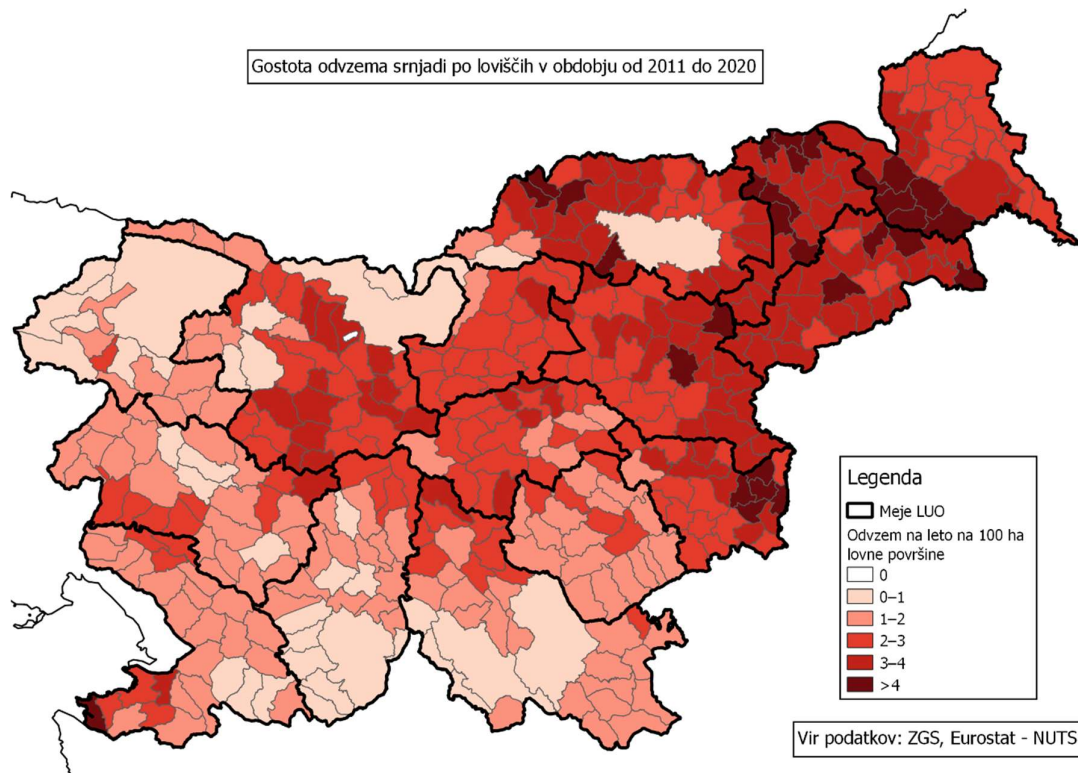 Gostota odvzema srnjadi po loviščih v obdobju od 2011 do 2020
Legenda
Meje LUO
Odvzem na leto na 100 ha
lovne površine
0
0–1
1–2
2–3
3–4
>4
Vir podatkov: ZGS, Eurostat - NUTS